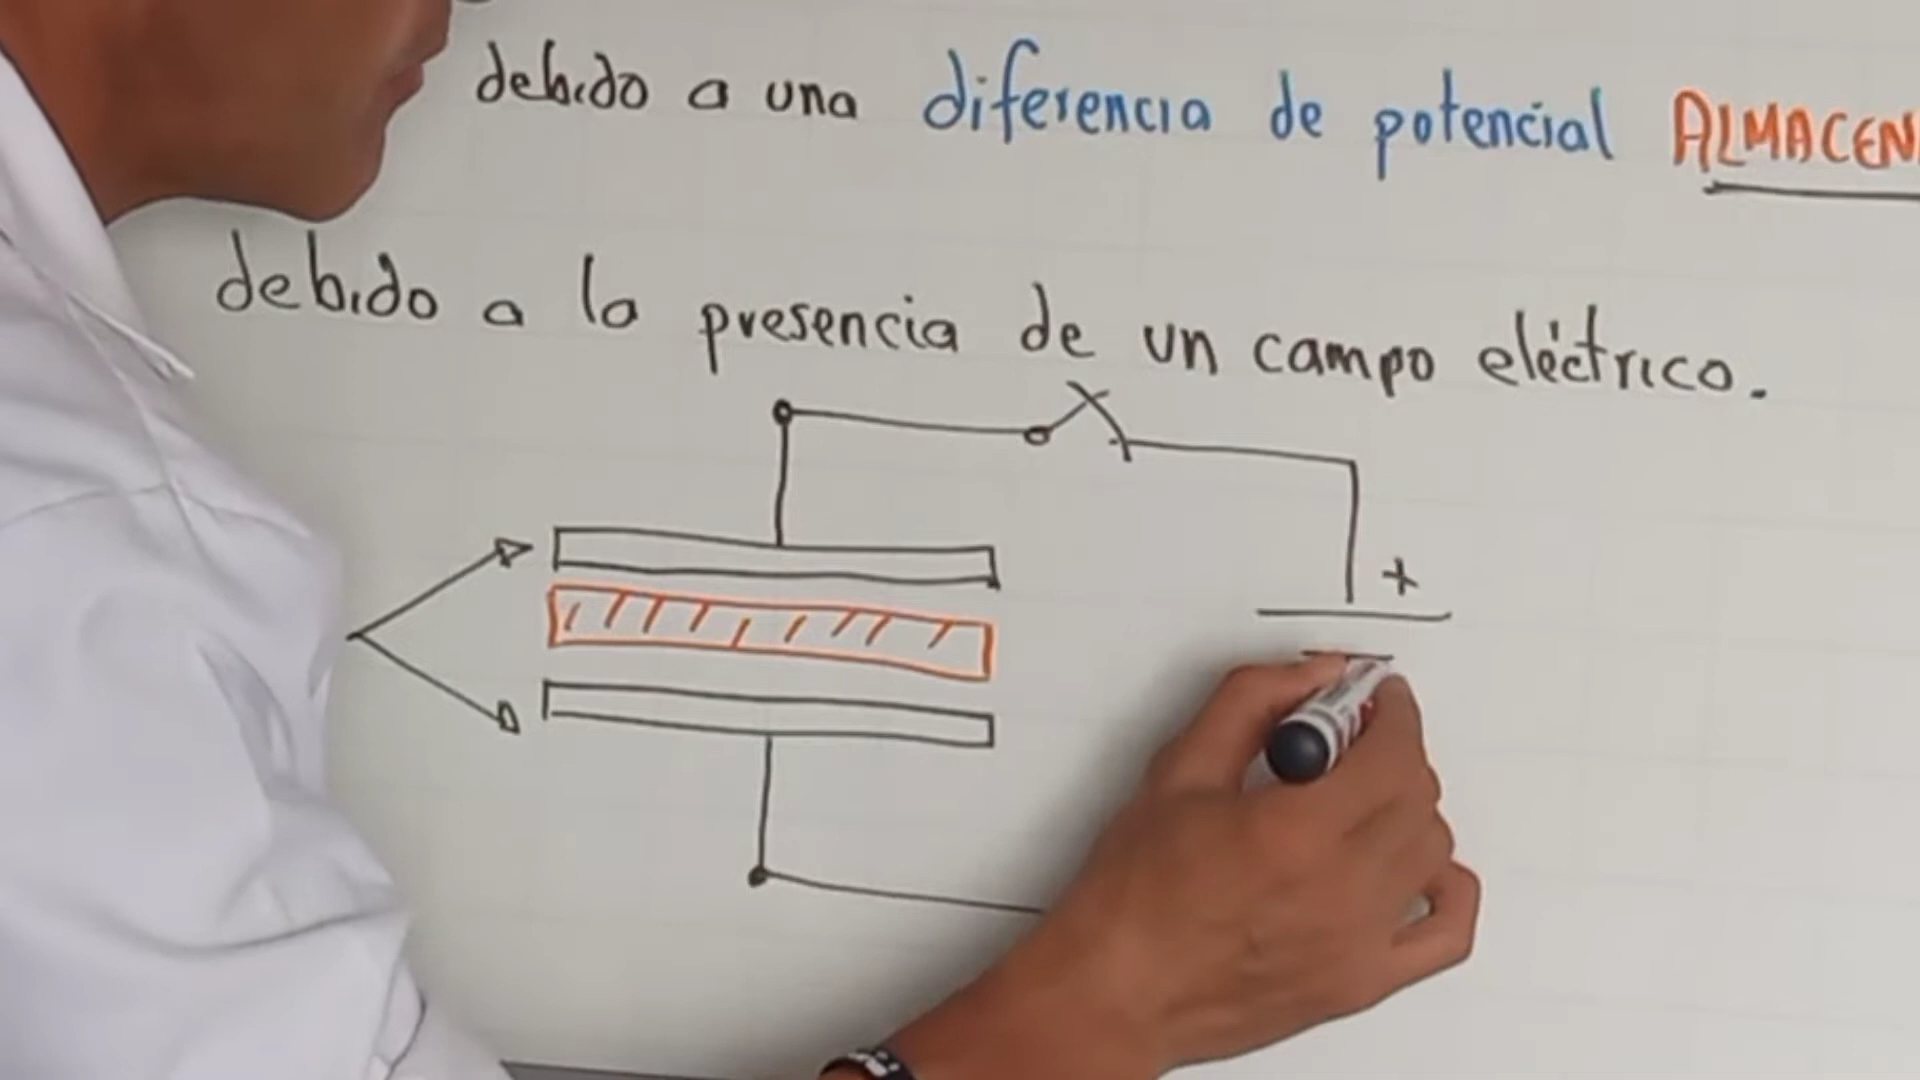 debido a una diferencia de potencial ALMACEN
debido a la presencia de un campo eléctrico.
+